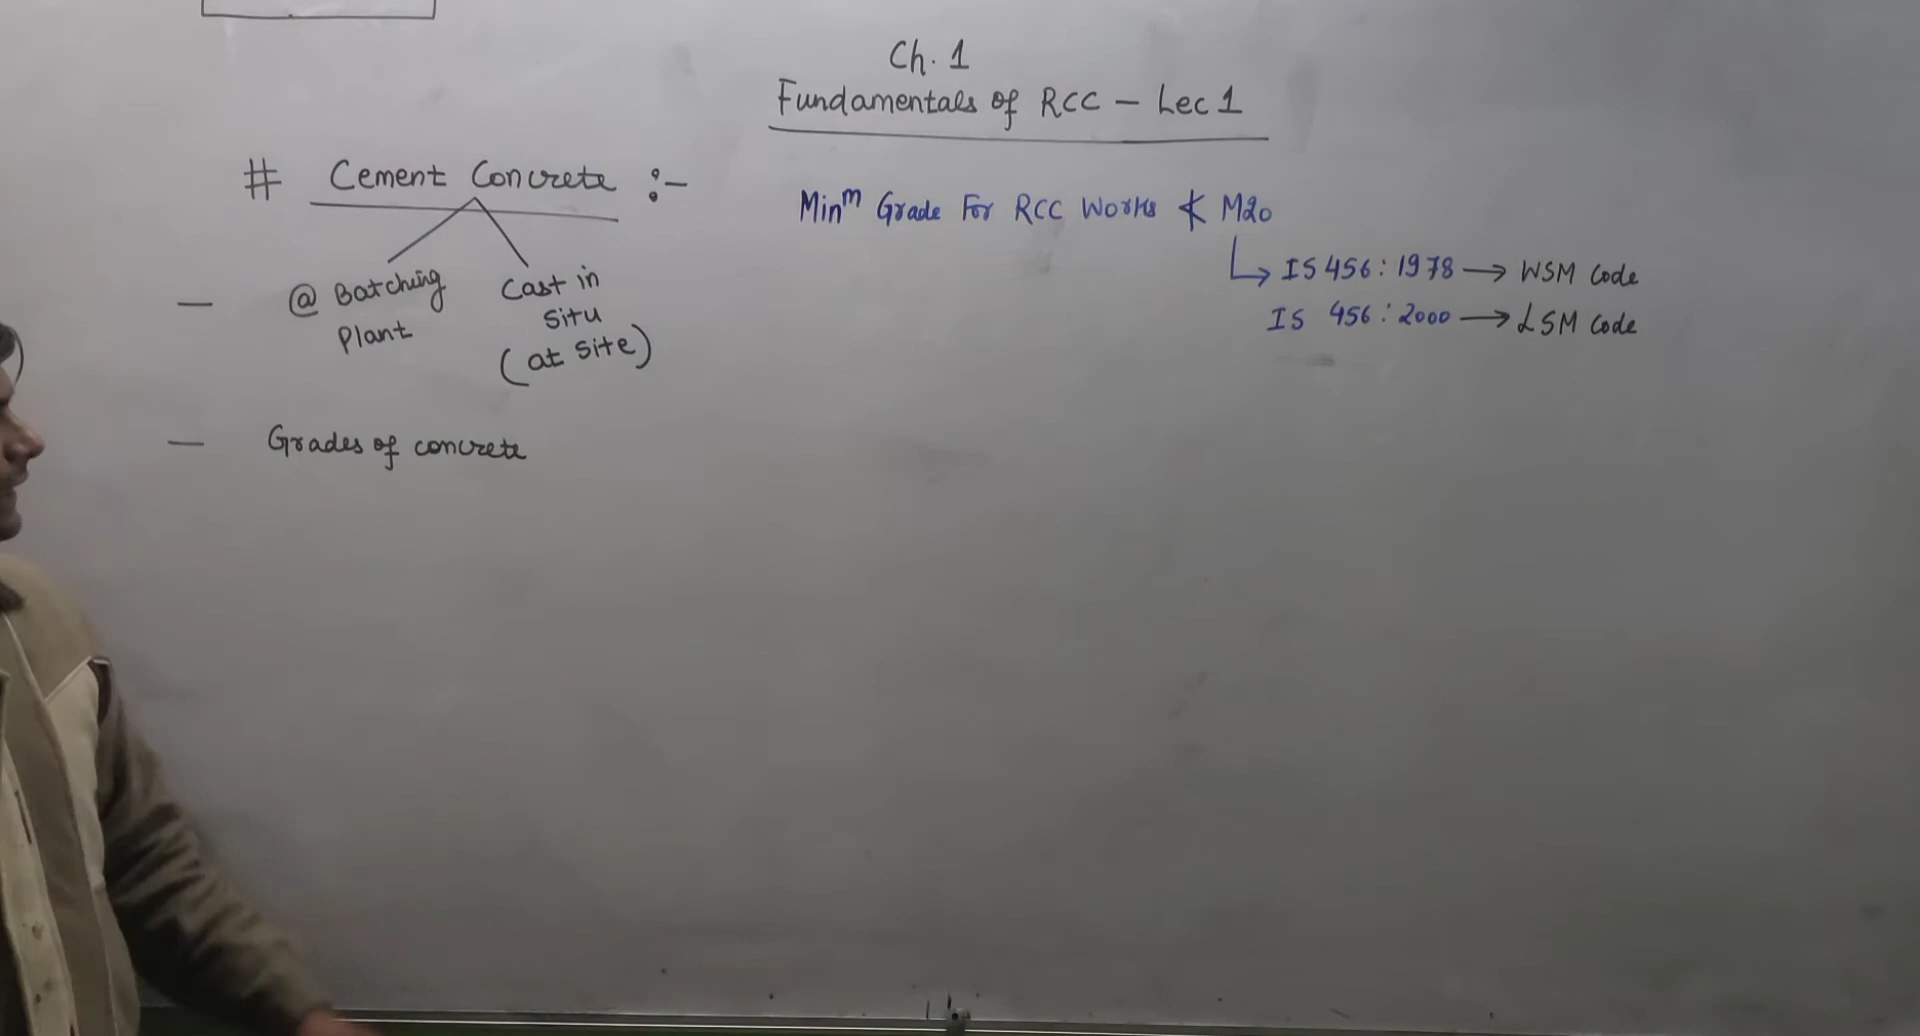 Ch. 1
Fundamentals of RCC – Lec 1
# Cement Concrete :-
Minᵐ Grade For RCC Works ≮ M20
↳ IS 456 : 1978 → WSM Code
IS 456 : 2000 → LSM Code
— @ Batching Plant
Cast in situ (at site)
— Grades of concrete